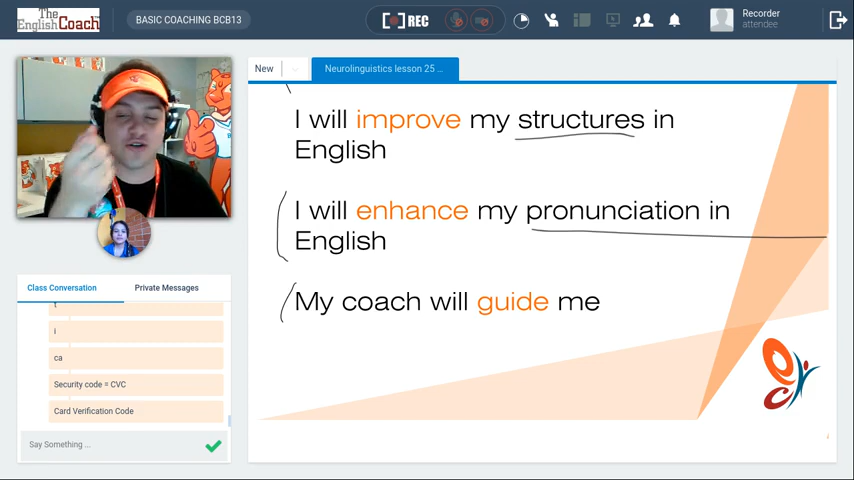 The
EnglishCoach
BASIC COACHING BCB13
REC
Recorder
attendee
New
Neurolinguistics lesson 25 ...
I will improve my structures in
English
I will enhance my pronunciation in
English
My coach will guide me
Class Conversation
Private Messages
i
ca
Security code = CVC
Card Verification Code
Say Something ...